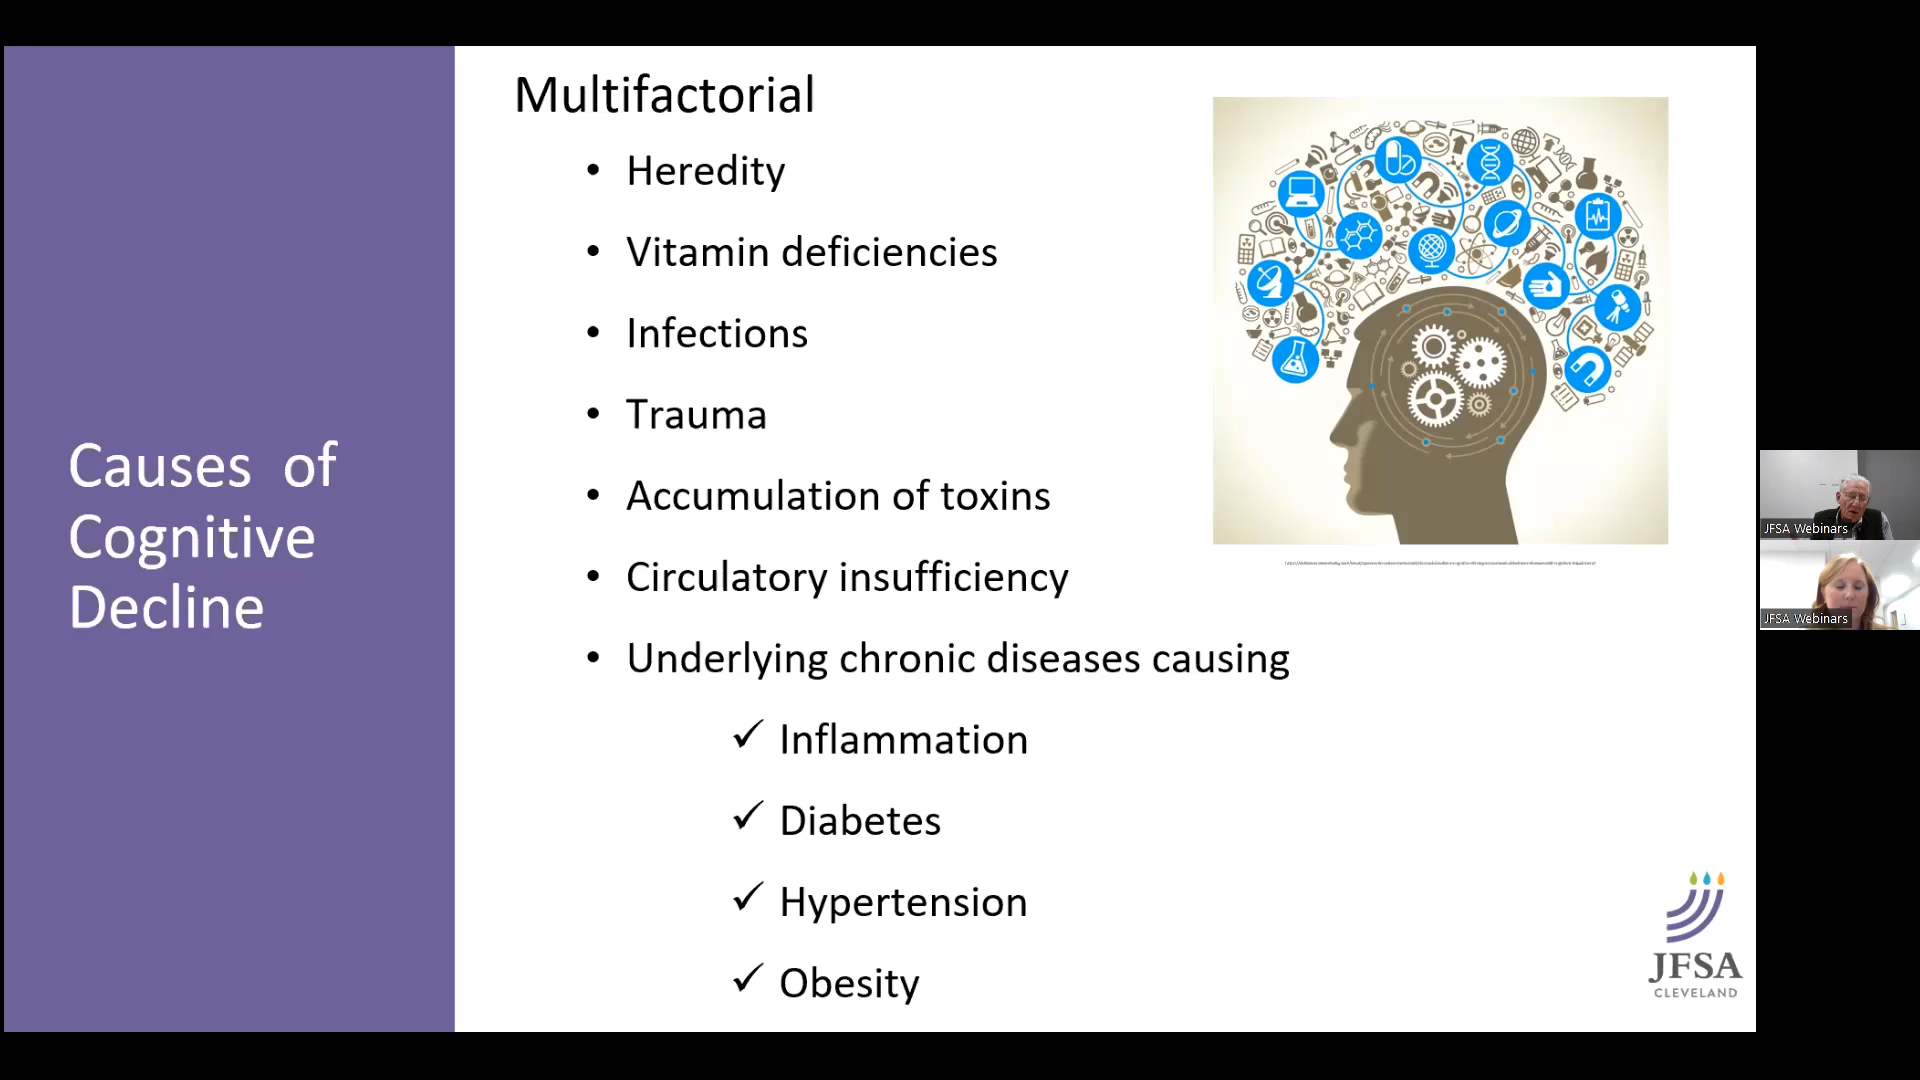 Causes of
Cognitive
Decline
Multifactorial
• Heredity
• Vitamin deficiencies
• Infections
• Trauma
• Accumulation of toxins
• Circulatory insufficiency
• Underlying chronic diseases causing
✓ Inflammation
✓ Diabetes
✓ Hypertension
✓ Obesity
JFSA
CLEVELAND
JFSA Webinars
JFSA Webinars